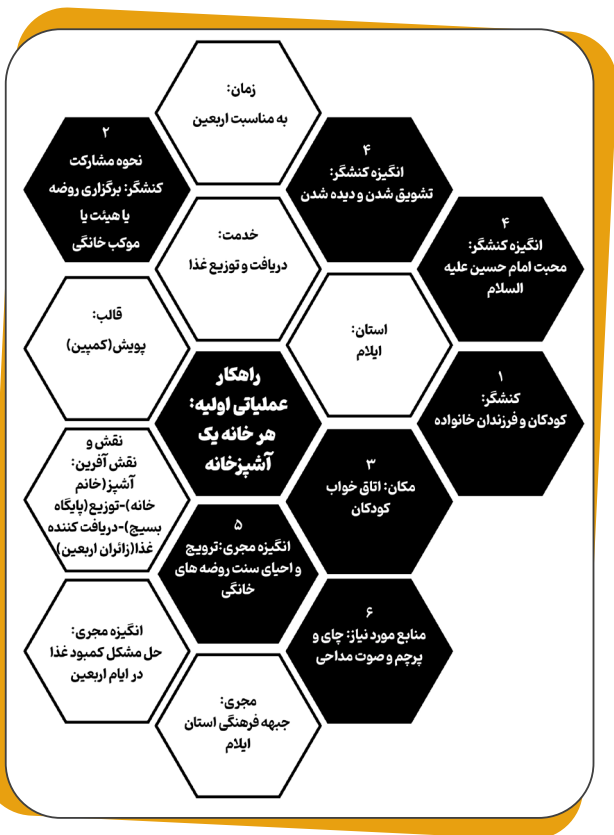 زمان:
به مناسبت اربعین
۲
نحوه مشارکت
کنشگر: برگزاری روضه
یا هیئت یا
موکب خانگی
۴
انگیزه کنشگر:
تشویق شدن و دیده شدن
۴
انگیزه کنشگر:
محبت امام حسین علیه
السلام
خدمت:
دریافت و توزیع غذا
قالب:
پویش(کمپین)
استان:
ایلام
راهکار
عملیاتی اولیه:
هر خانه یک
آشپزخانه
۱
کنشگر:
کودکان و فرزندان خانواده
نقش و
نقش آفرین:
آشپز(خانم
خانه)-توزیع(پایگاه
بسیج)-دریافت کننده
غذا(زائران اربعین)
۳
مکان: اتاق خواب
کودکان
۵
انگیزه مجری:ترویج
و احیای سنت روضه های
خانگی
۶
منابع مورد نیاز: چای و
پرچم و صوت مداحی
انگیزه مجری:
حل مشکل کمبود غذا
در ایام اربعین
مجری:
جبهه فرهنگی استان
ایلام